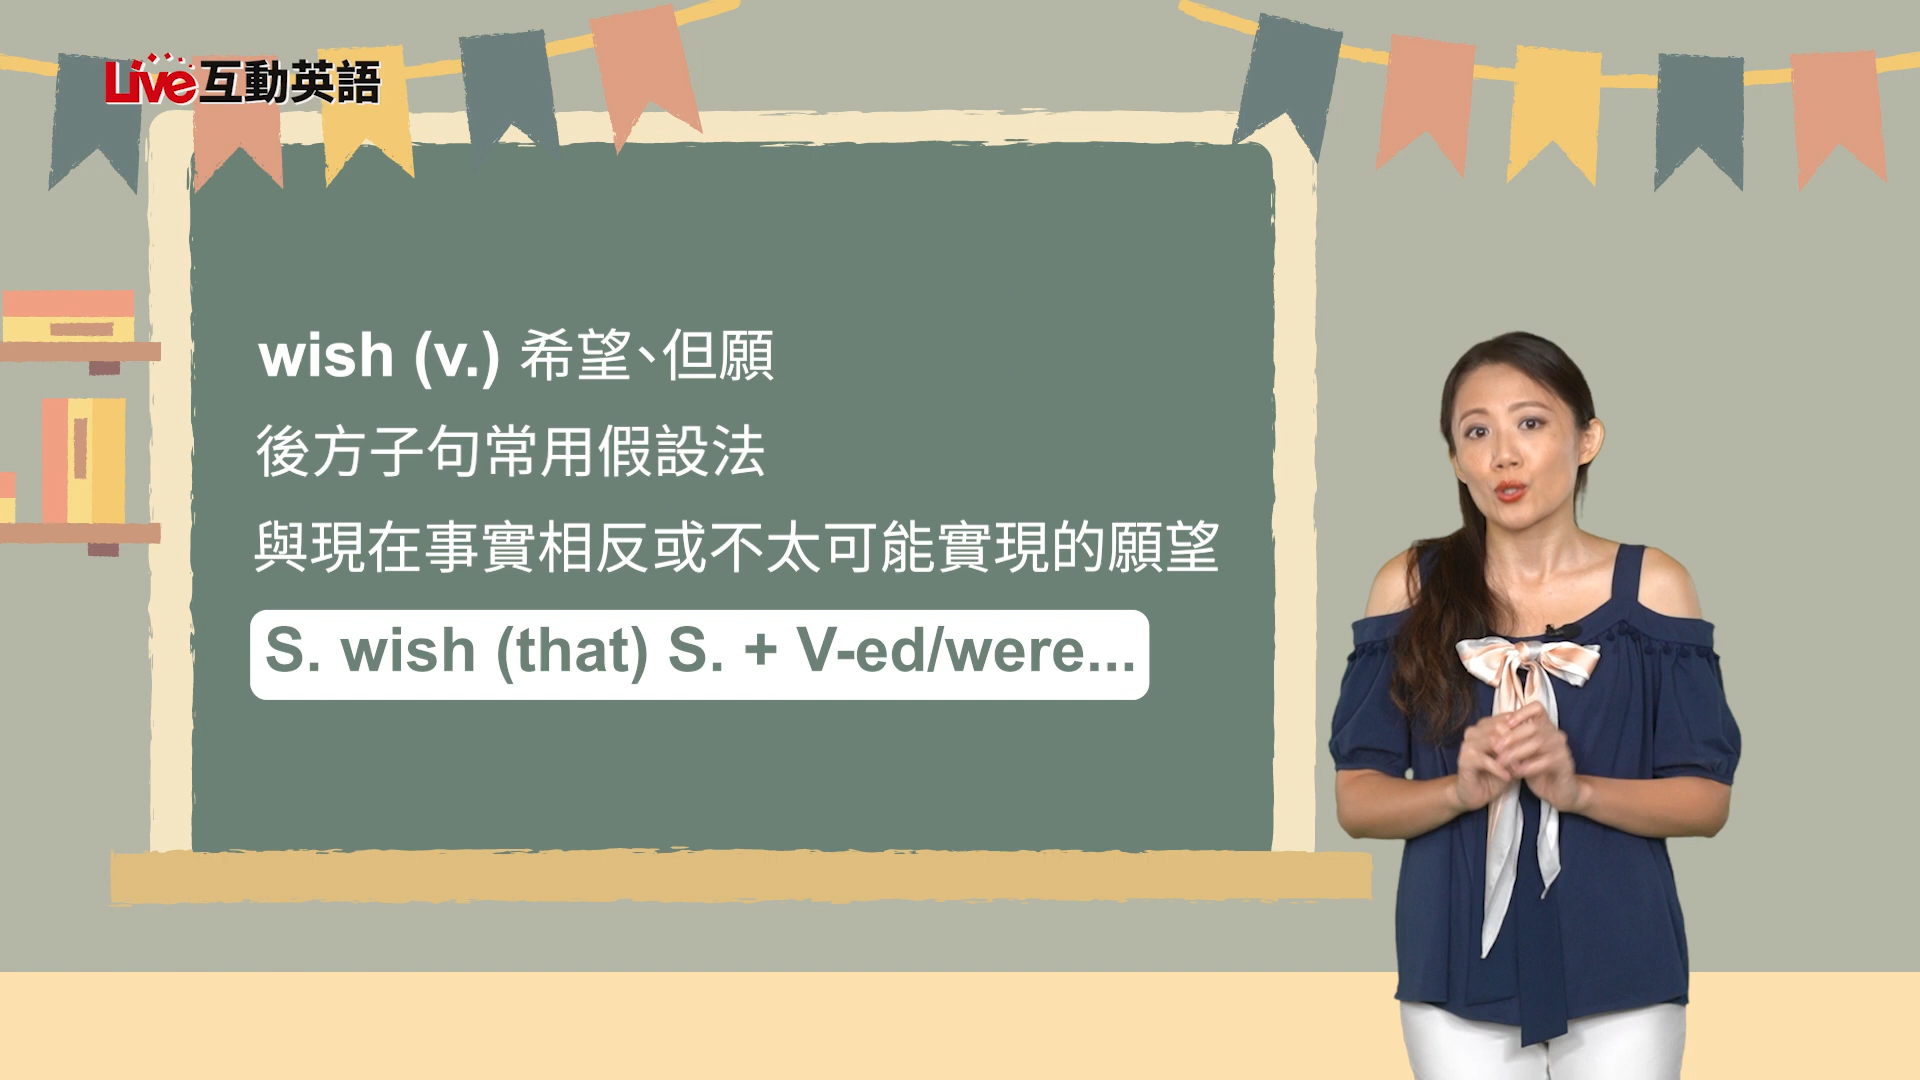 Live互動英語
wish (v.) 希望、但願
後方子句常用假設法
與現在事實相反或不太可能實現的願望
S. wish (that) S. + V-ed/were...